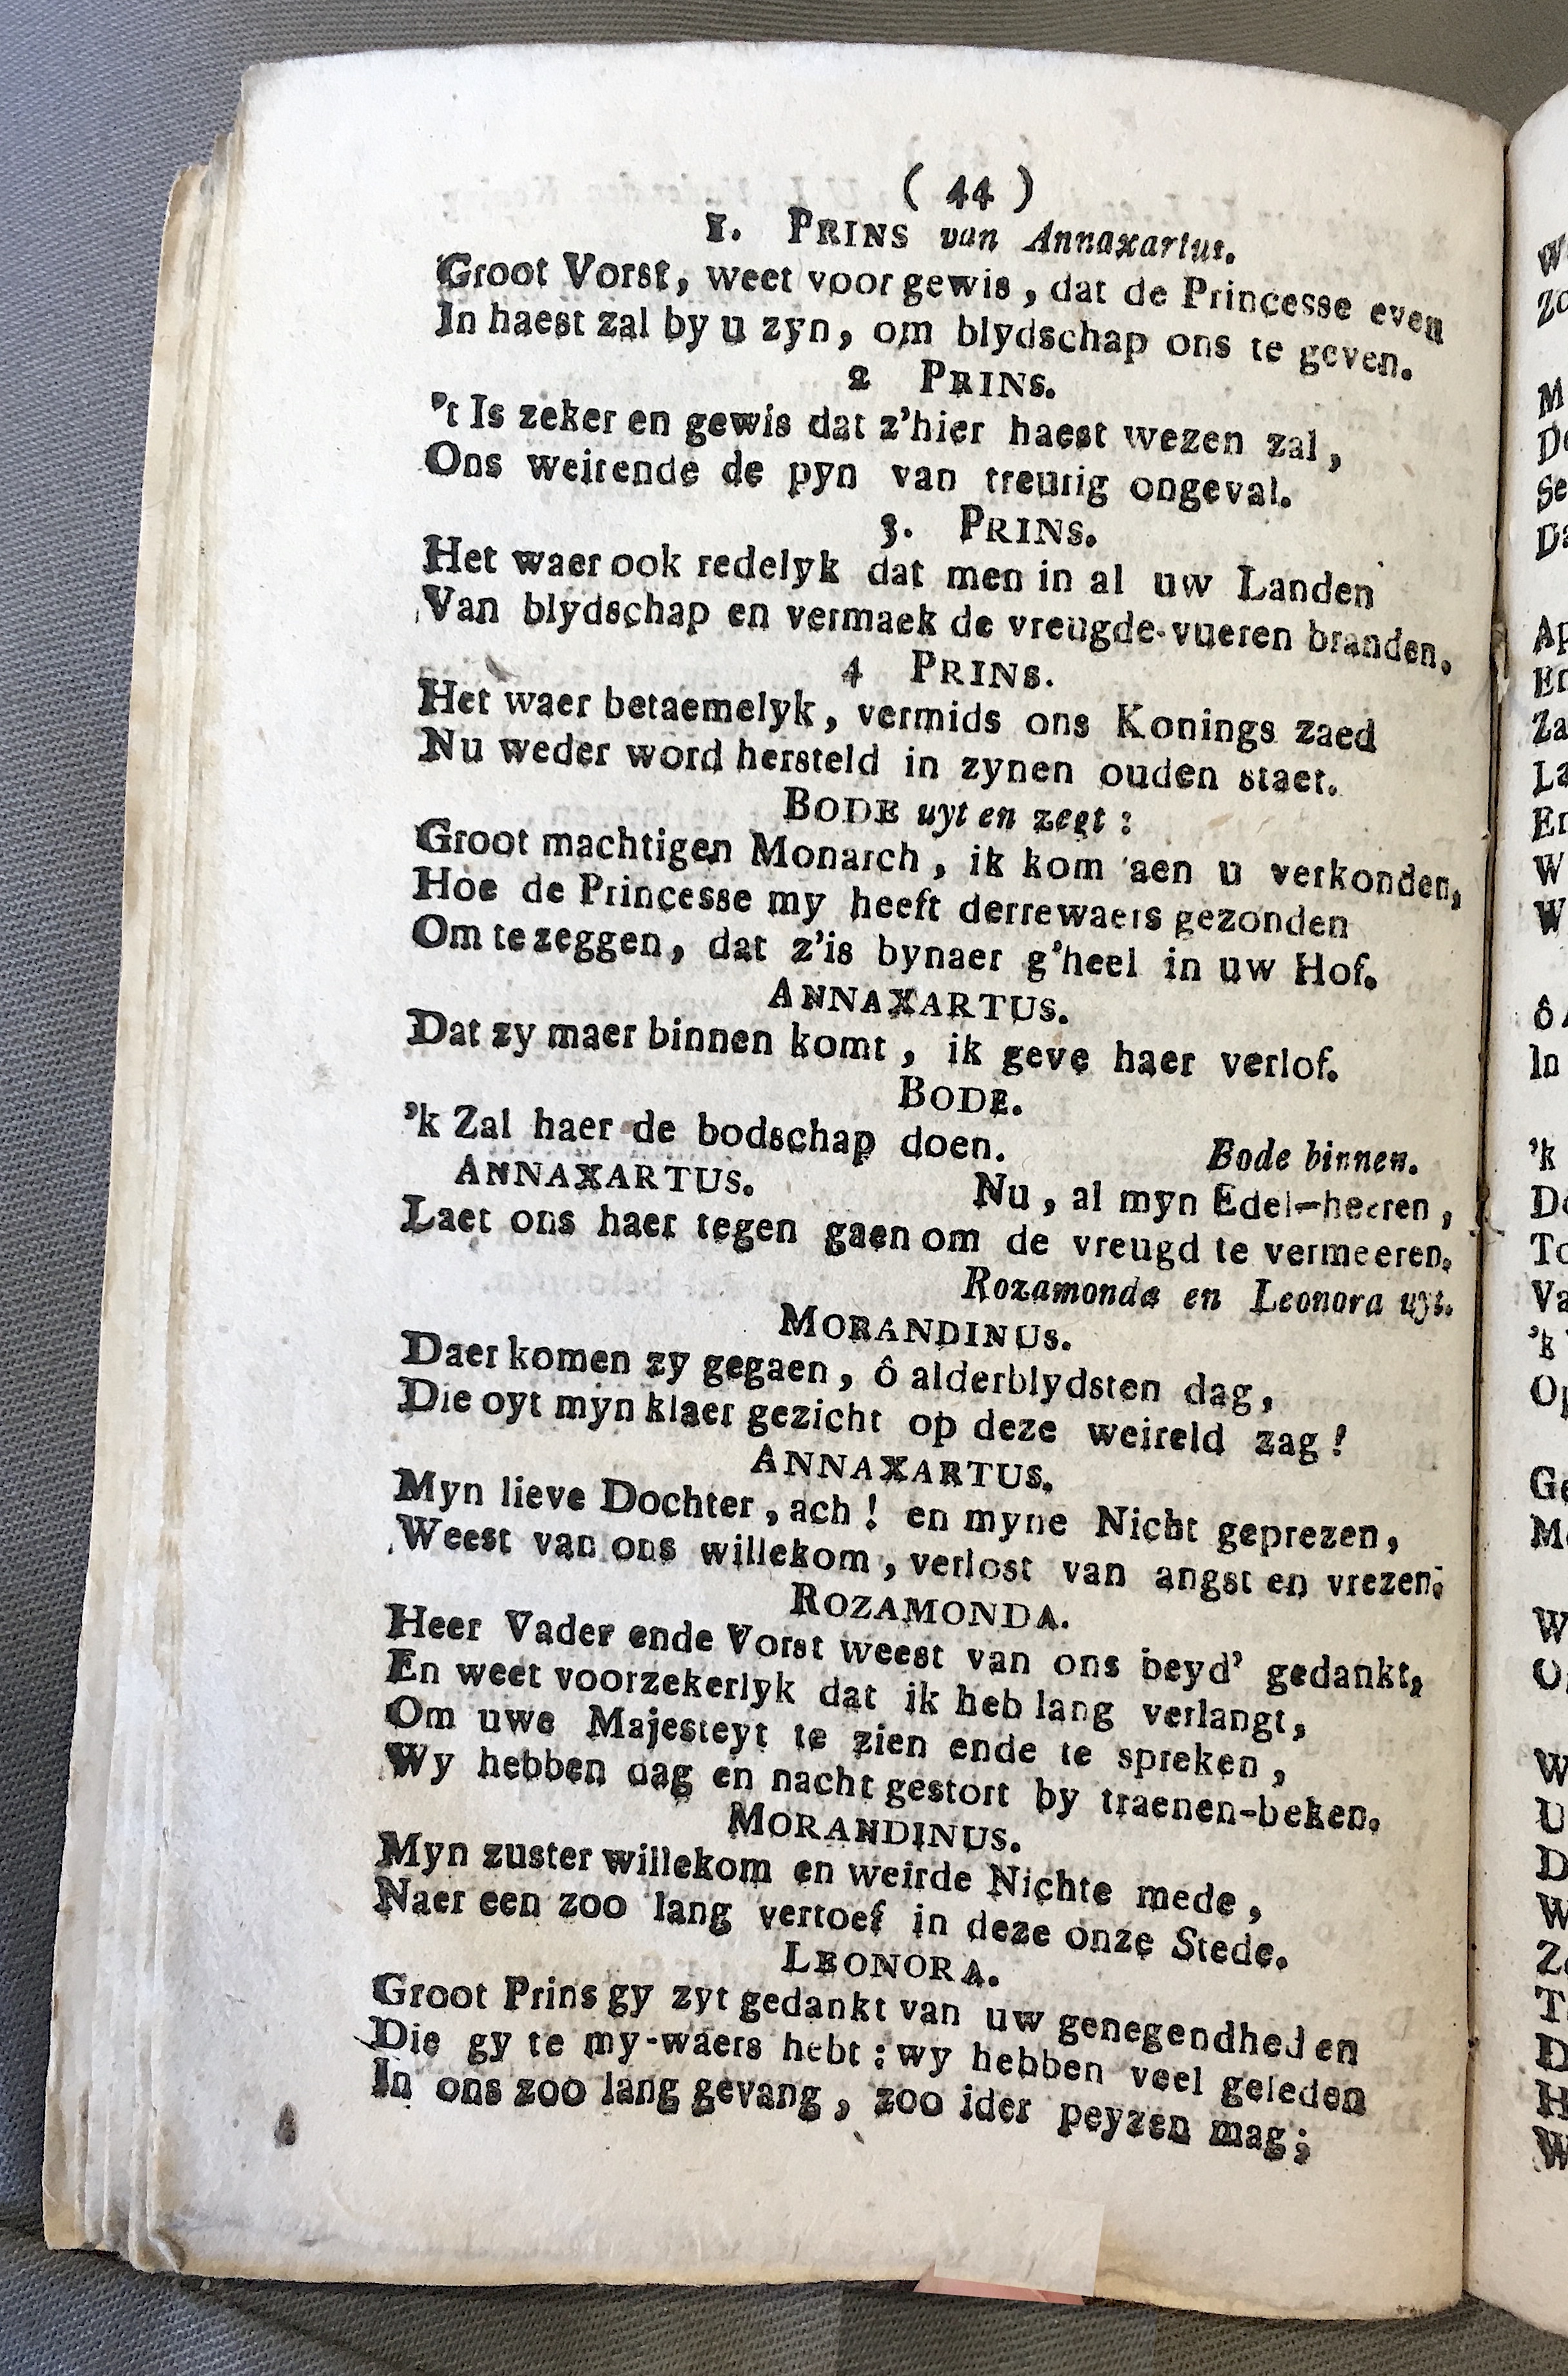 ( 44 )
1. PRINS van Annaxartus.
Groot Vorst, weet voor gewis, dat de Princesse even
In haest zal by u zyn, om blydschap ons te geven.
2 PRINS.
't Is zeker en gewis dat z'hier haest wezen zal,
Ons weirende de pyn van treurig ongeval.
3. PRINS.
Het waer ook redelyk dat men in al uw Landen
Van blydschap en vermaek de vreugde-vueren branden.
4 PRINS.
Het waer betaemelyk, vermids ons Konings zaed
Nu weder word hersteld in zynen ouden staet.
BODE uyt en zegt:
Groot machtigen Monarch, ik kom aen u verkonden,
Hoe de Princesse my heeft derrewaers gezonden
Om te zeggen, dat z'is bynaer g'heel in uw Hof.
ANNAXARTUS.
Dat zy maer binnen komt, ik geve haer verlof.
BODE.
'k Zal haer de bodschap doen. Bode binnen.
ANNAXARTUS. Nu, al myn Edel-heeren,
Laet ons haer tegen gaen om de vreugd te vermeeren.
Rozamonda en Leonora uyt.
MORANDINUS.
Daer komen zy gegaen, ô alderblydsten dag,
Die oyt myn klaer gezicht op deze weireld zag!
ANNAXARTUS.
Myn lieve Dochter, ach! en myne Nicht geprezen,
Weest van ons willekom, verlost van angst en vrezen.
ROZAMONDA.
Heer Vader ende Vorst weest van ons beyd' gedankt,
En weet voorzekerlyk dat ik heb lang verlangt,
Om uwe Majesteyt te zien ende te spreken,
Wy hebben dag en nacht gestort by traenen-beken.
MORANDINUS.
Myn zuster willekom en weirde Nichte mede,
Naer een zoo lang vertoef in deze onze Stede.
LEONORA.
Groot Prins gy zyt gedankt van uw genegendheden
Die gy te my-waers hebt: wy hebben veel geleden
In ons zoo lang gevang, zoo ider peyzen mag;